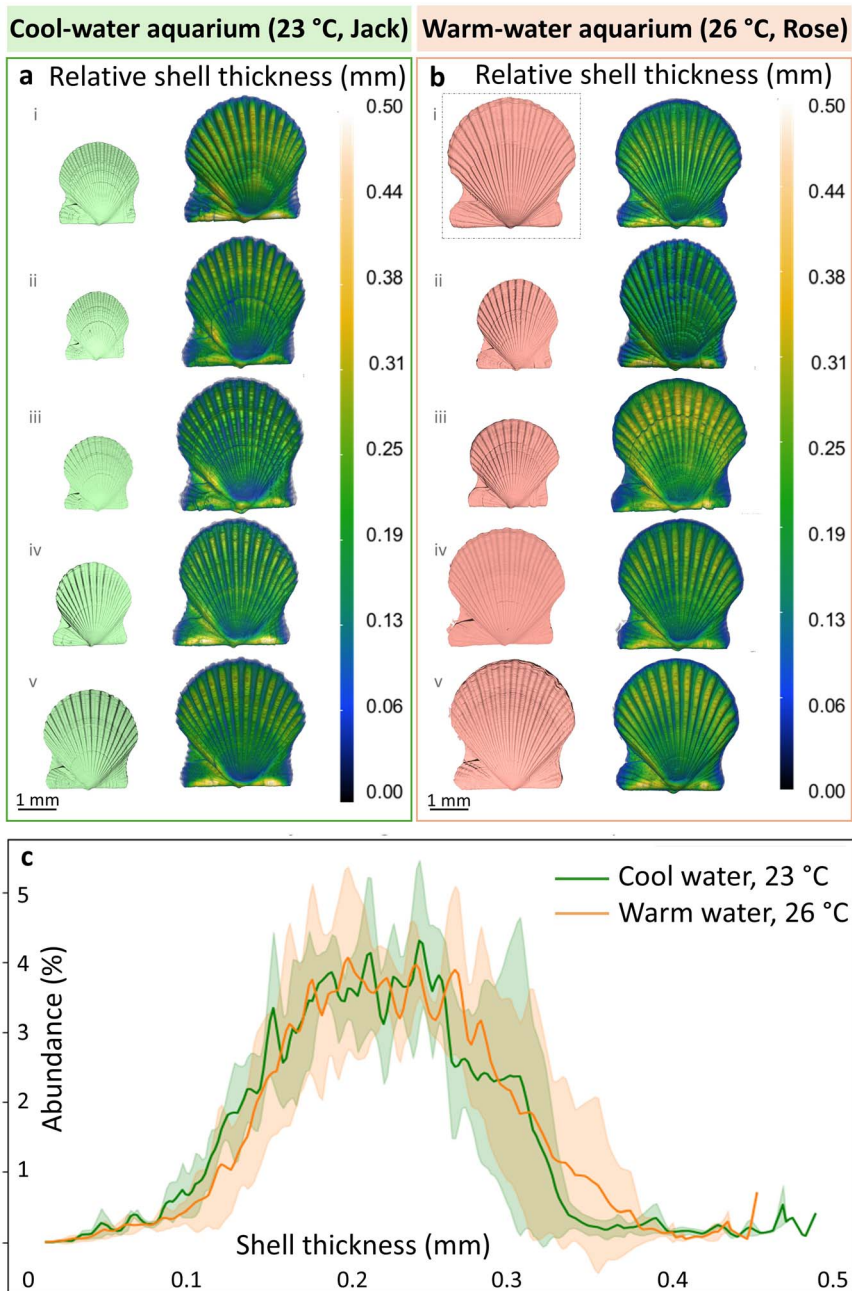 Cool-water aquarium (23 °C, Jack)
Warm-water aquarium (26 °C, Rose)
a Relative shell thickness (mm)
i
ii
iii
iv
v
0.50
0.44
0.38
0.31
0.25
0.19
0.13
0.06
0.00
1 mm
b Relative shell thickness (mm)
i
ii
iii
iv
v
0.50
0.44
0.38
0.31
0.25
0.19
0.13
0.06
0.00
1 mm
c
Cool water, 23 °C
Warm water, 26 °C
Abundance (%)
5
4
3
2
1
Shell thickness (mm)
0 0.1 0.2 0.3 0.4 0.5